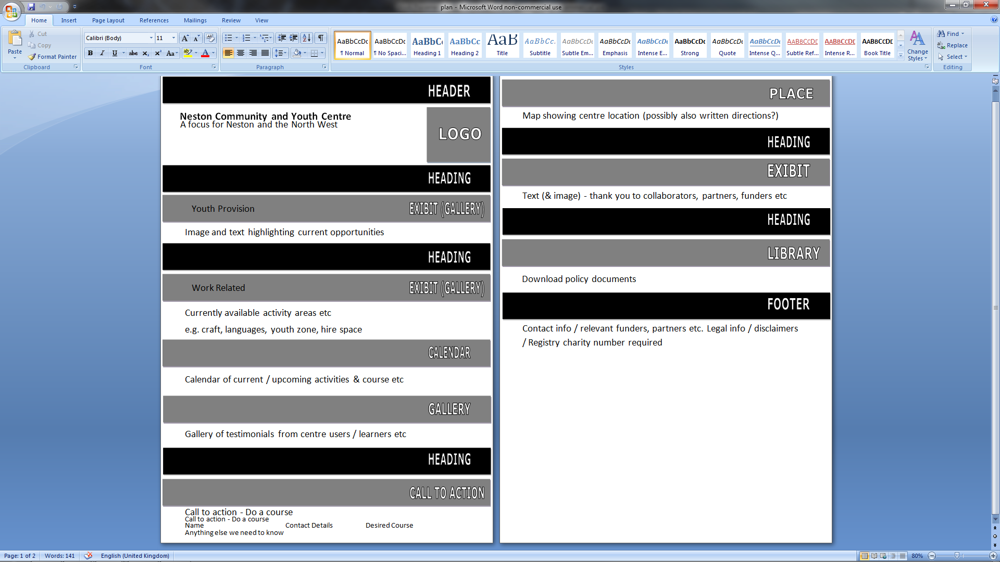 plan - Microsoft Word non-commercial use
Home Insert Page Layout References Mailings Review View
Paste
Cut
Copy
Format Painter
Clipboard
Calibri (Body) 11
Font
Paragraph
AaBbCcDc AaBbCcDc AaBbC AaBbCc AaB AaBbCc. AaBbCcDc AaBbCcDc AaBbCcDc AaBbCcDc AaBbCcDc AaBbCcDc AABBCCDD AABBCCDD AABBCCDD
¶ Normal ¶ No Spaci... Heading 1 Heading 2 Title Subtitle Subtle Em... Emphasis Intense E... Strong Quote Intense Q... Subtle Ref... Intense R... Book Title
Change Styles
Styles
Find
Replace
Select
Editing
HEADER
Neston Community and Youth Centre
A focus for Neston and the North West
LOGO
HEADING
Youth Provision EXIBIT (GALLERY)
Image and text highlighting current opportunities
HEADING
Work Related EXIBIT (GALLERY)
Currently available activity areas etc
e.g. craft, languages, youth zone, hire space
CALENDAR
Calendar of current / upcoming activities & course etc
GALLERY
Gallery of testimonials from centre users / learners etc
HEADING
CALL TO ACTION
Call to action - Do a course
Call to action - Do a course
Name Contact Details Desired Course
Anything else we need to know
PLACE
Map showing centre location (possibly also written directions?)
HEADING
EXIBIT
Text (& image) - thank you to collaborators, partners, funders etc
HEADING
LIBRARY
Download policy documents
FOOTER
Contact info / relevant funders, partners etc. Legal info / disclaimers
/ Registry charity number required
Page: 1 of 2 Words: 141 English (United Kingdom) 80%